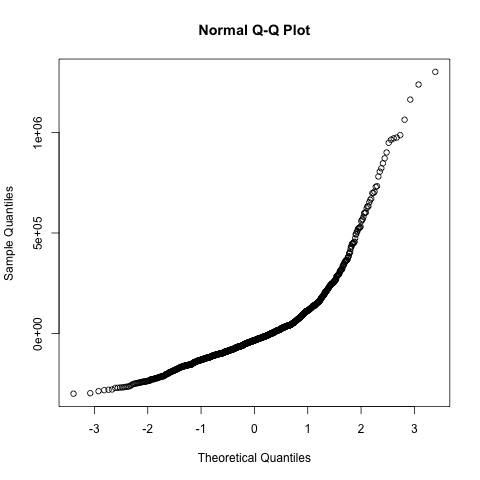 Normal Q-Q Plot
Sample Quantiles
1e+06
5e+05
0e+00
-3 -2 -1 0 1 2 3
Theoretical Quantiles